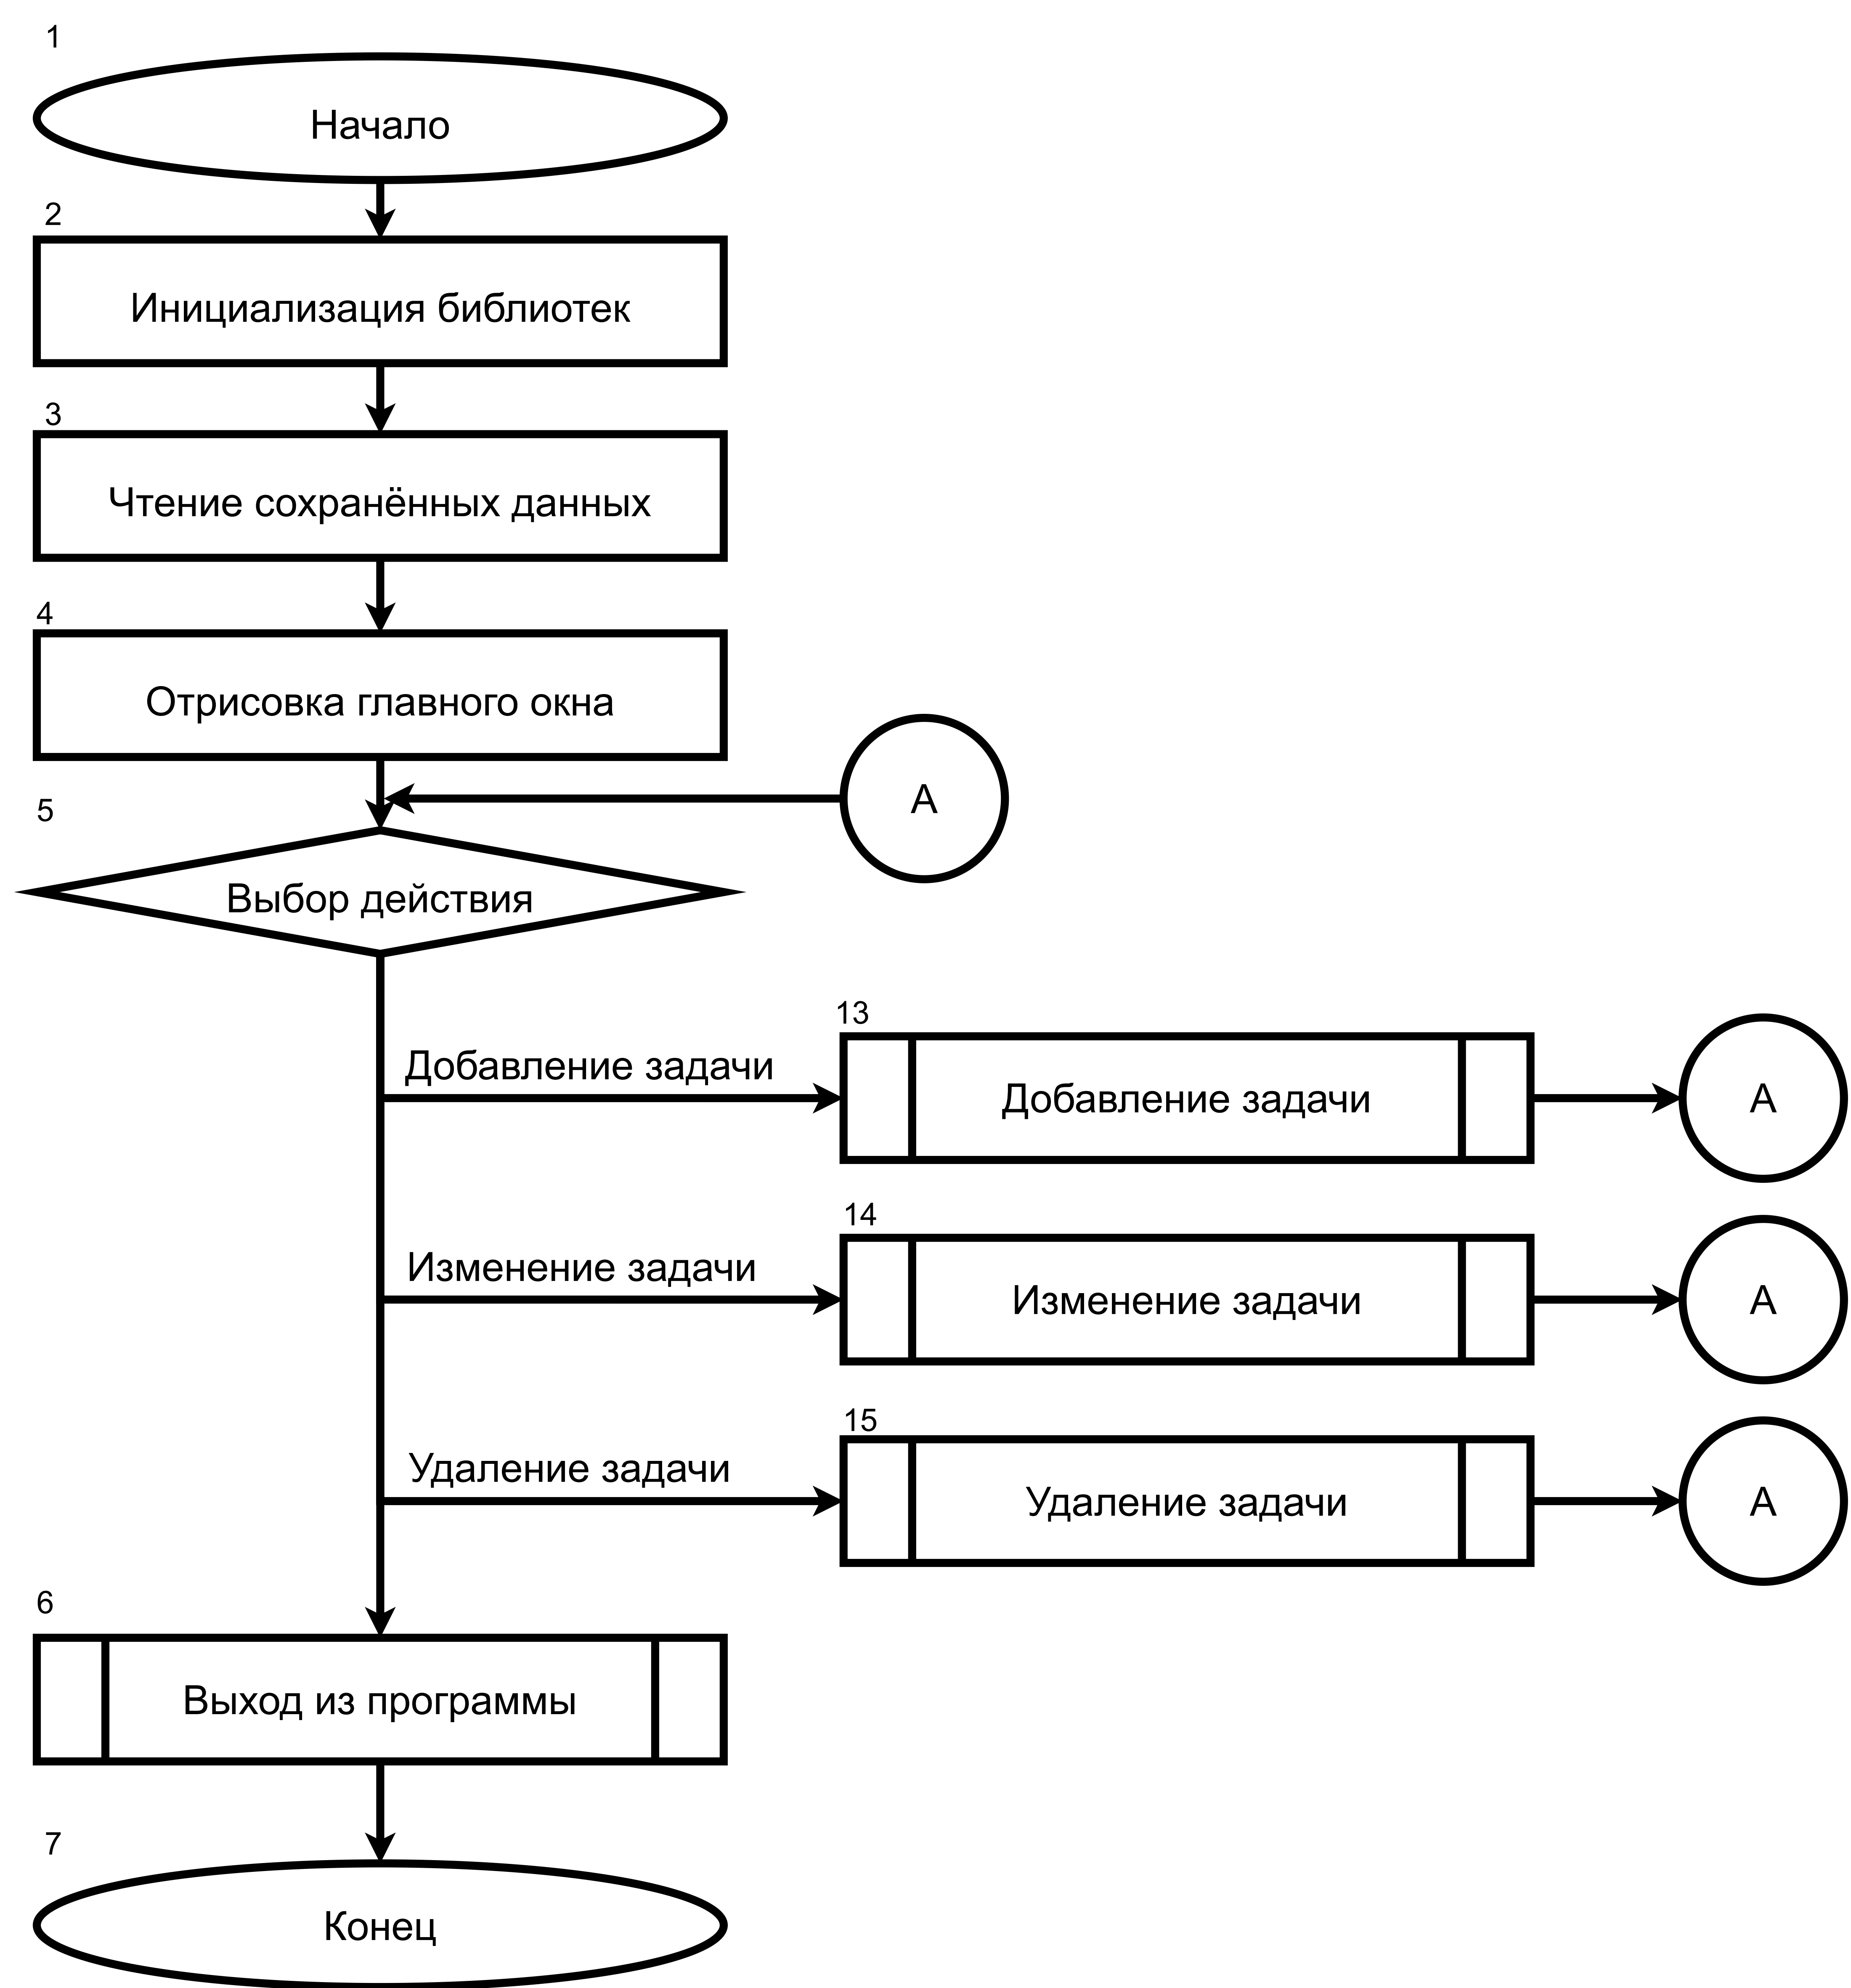 1
Начало
2
Инициализация библиотек
3
Чтение сохранённых данных
4
Отрисовка главного окна
А
5
Выбор действия
13
Добавление задачи
Добавление задачи
А
14
Изменение задачи
Изменение задачи
А
15
Удаление задачи
Удаление задачи
А
6
Выход из программы
7
Конец